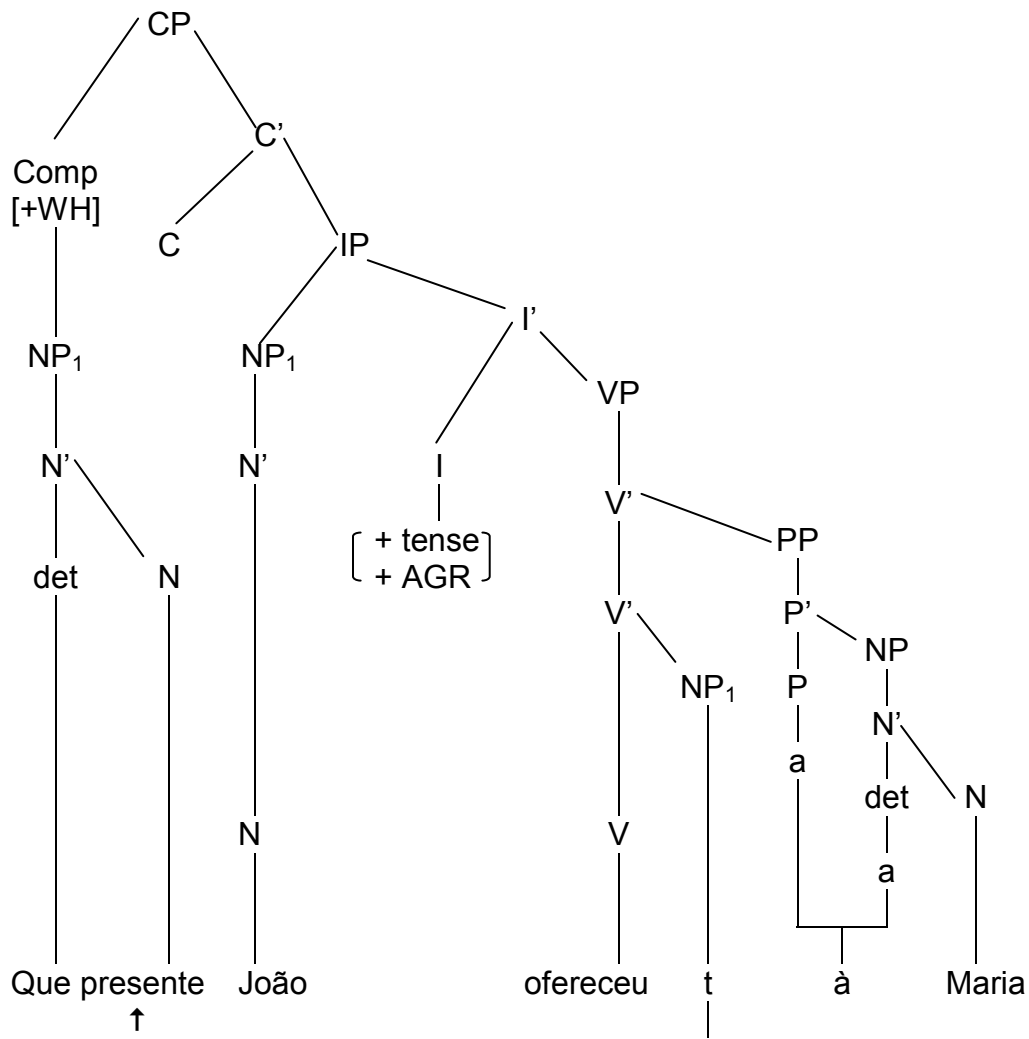 CP
C’
Comp
[+WH]
C
IP
I’
NP₁
NP₁
VP
N’
N’
I
V’
+ tense
PP
det
N
+ AGR
V’
P’
NP
NP₁
P
N’
a
det
N
N
V
a
Que presente João ofereceu t à Maria
↑